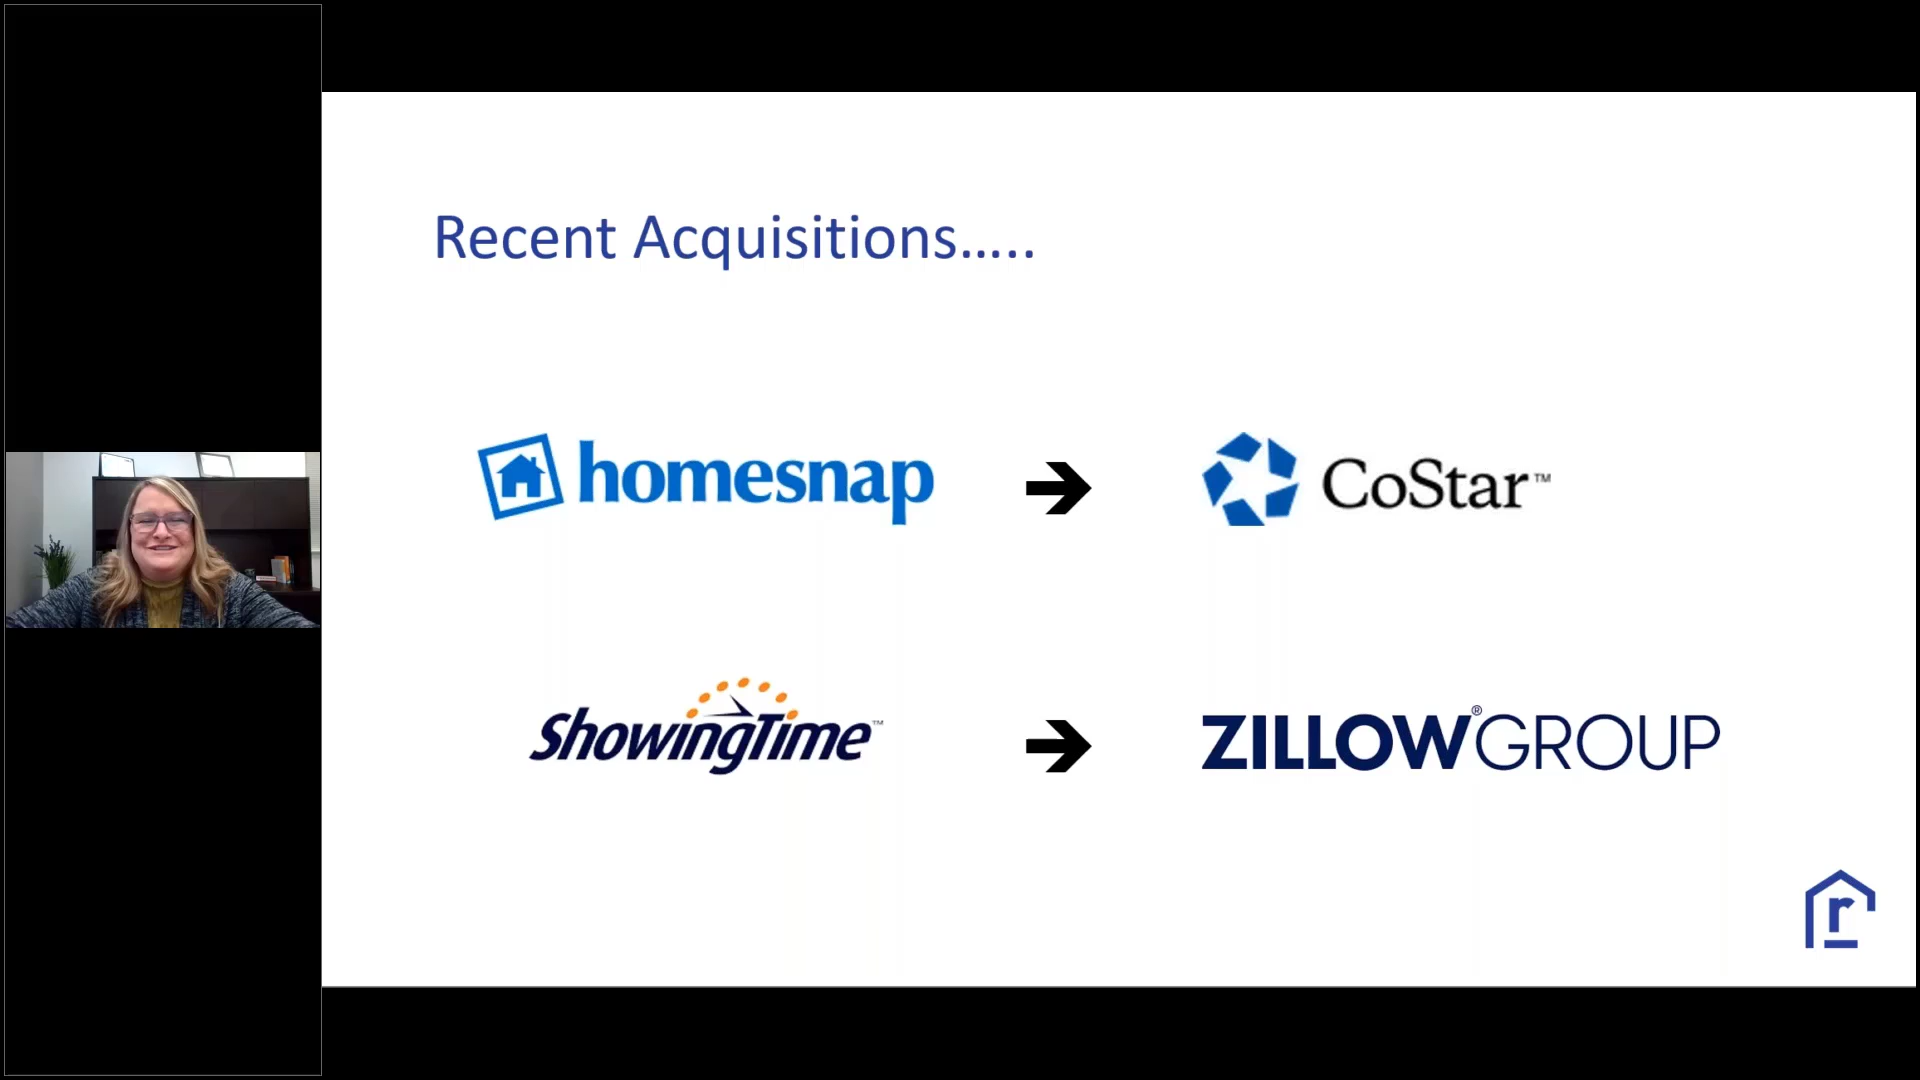 Recent Acquisitions.....
homesnap
CoStar™
ShowingTime™
ZILLOW®GROUP
r